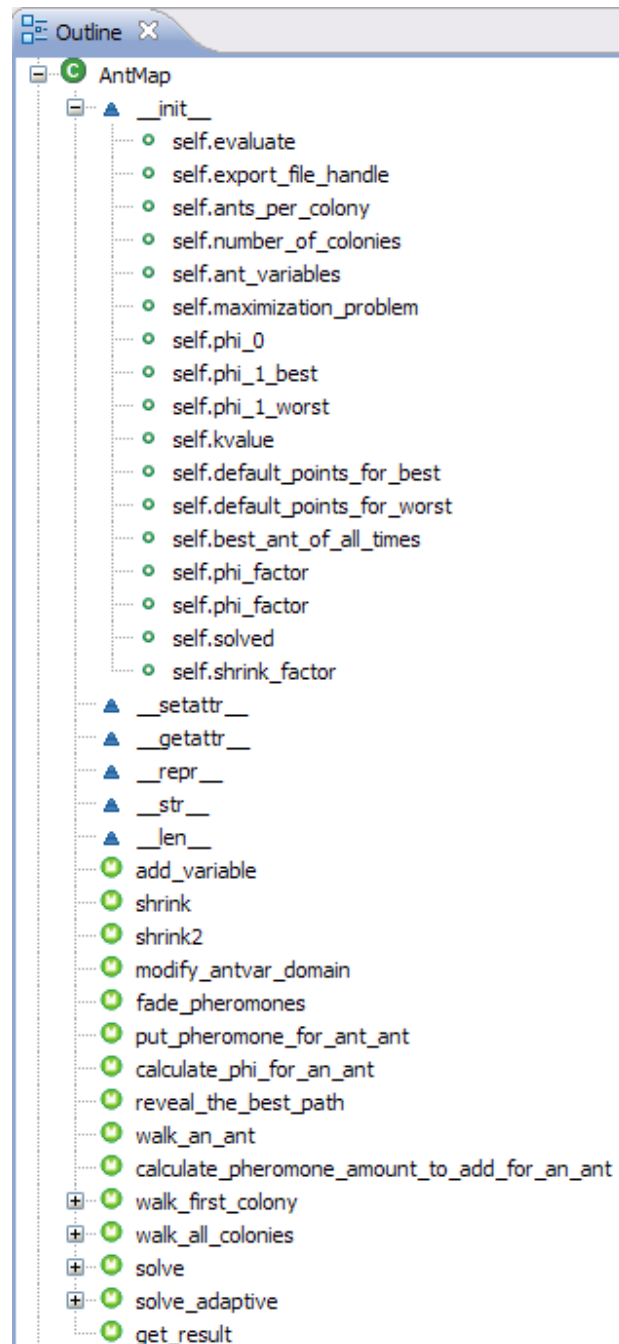 Outline
AntMap
__init__
self.evaluate
self.export_file_handle
self.ants_per_colony
self.number_of_colonies
self.ant_variables
self.maximization_problem
self.phi_0
self.phi_1_best
self.phi_1_worst
self.kvalue
self.default_points_for_best
self.default_points_for_worst
self.best_ant_of_all_times
self.phi_factor
self.phi_factor
self.solved
self.shrink_factor
__setattr__
__getattr__
__repr__
__str__
__len__
add_variable
shrink
shrink2
modify_antvar_domain
fade_pheromones
put_pheromone_for_ant_ant
calculate_phi_for_an_ant
reveal_the_best_path
walk_an_ant
calculate_pheromone_amount_to_add_for_an_ant
walk_first_colony
walk_all_colonies
solve
solve_adaptive
get_result